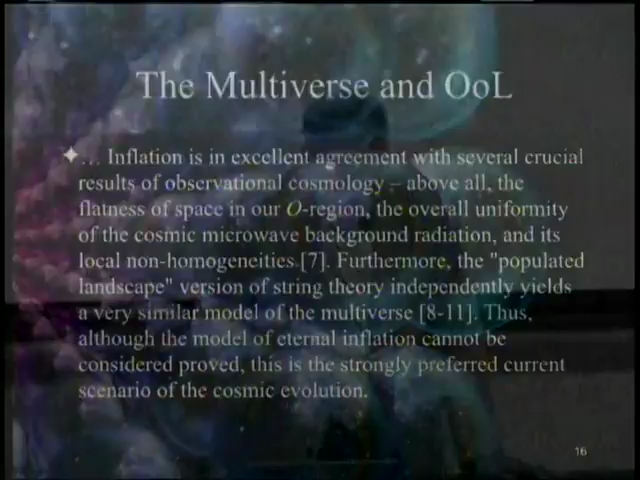 The Multiverse and OoL
… Inflation is in excellent agreement with several crucial
results of observational cosmology – above all, the
flatness of space in our O-region, the overall uniformity
of the cosmic microwave background radiation, and its
local non-homogeneities [7]. Furthermore, the "populated
landscape" version of string theory independently yields
a very similar model of the multiverse [8-11]. Thus,
although the model of eternal inflation cannot be
considered proved, this is the strongly preferred current
scenario of the cosmic evolution.
16